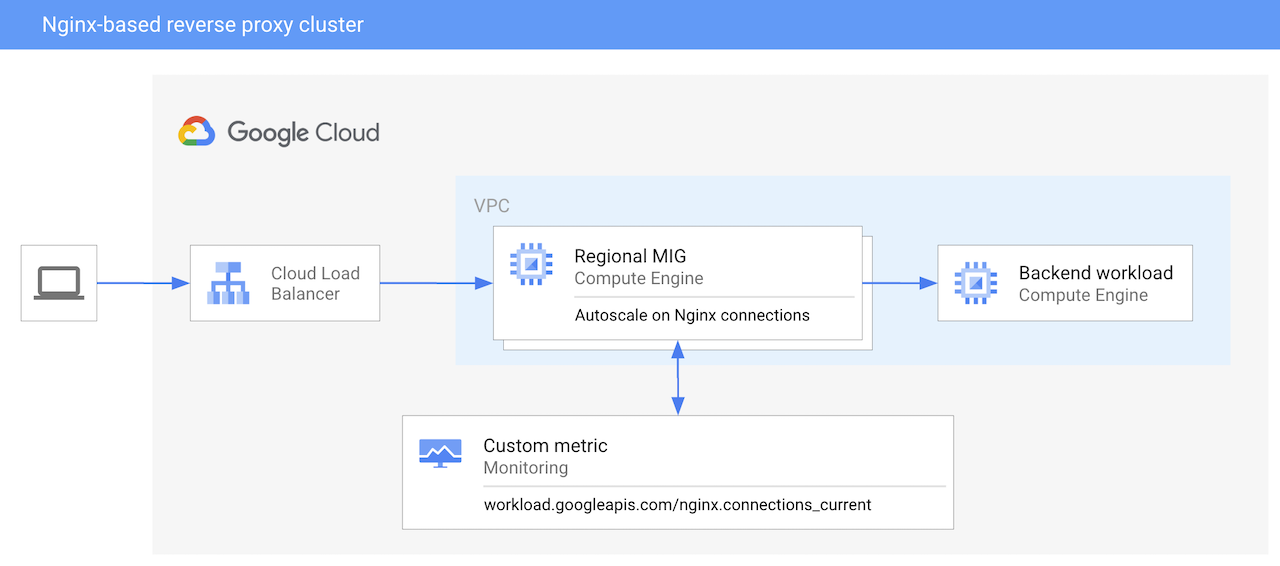 Nginx-based reverse proxy cluster
Google Cloud
VPC
Cloud Load
Balancer
Regional MIG
Compute Engine
Autoscale on Nginx connections
Backend workload
Compute Engine
Custom metric
Monitoring
workload.googleapis.com/nginx.connections_current